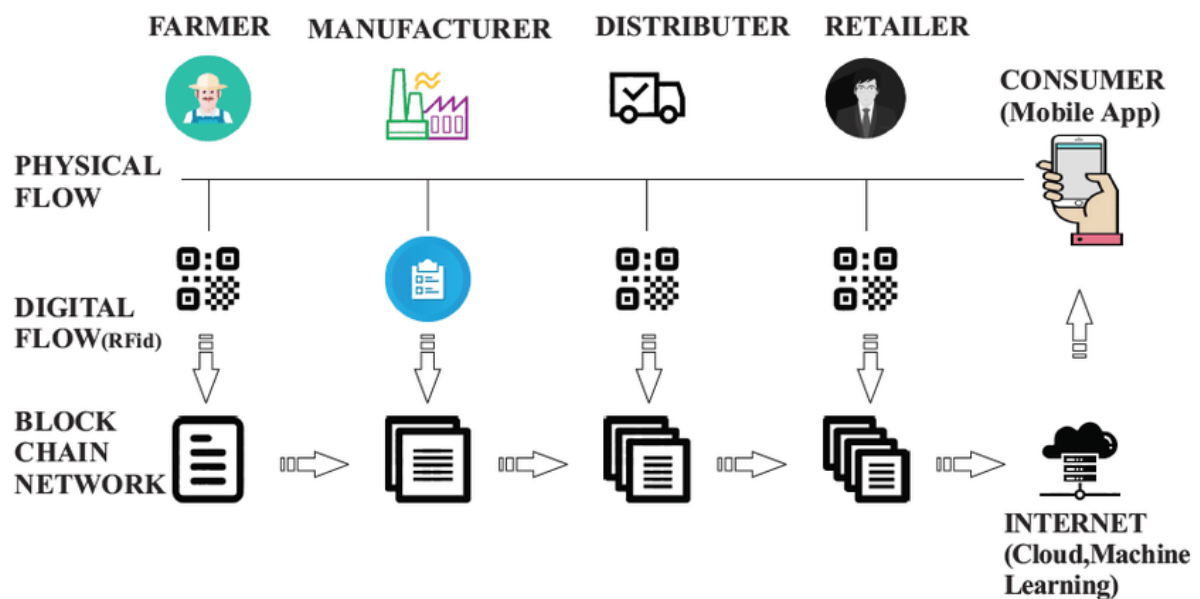 FARMER
MANUFACTURER
DISTRIBUTER
RETAILER
CONSUMER
(Mobile App)
PHYSICAL
FLOW
DIGITAL
FLOW(RFid)
BLOCK
CHAIN
NETWORK
INTERNET
(Cloud,Machine
Learning)